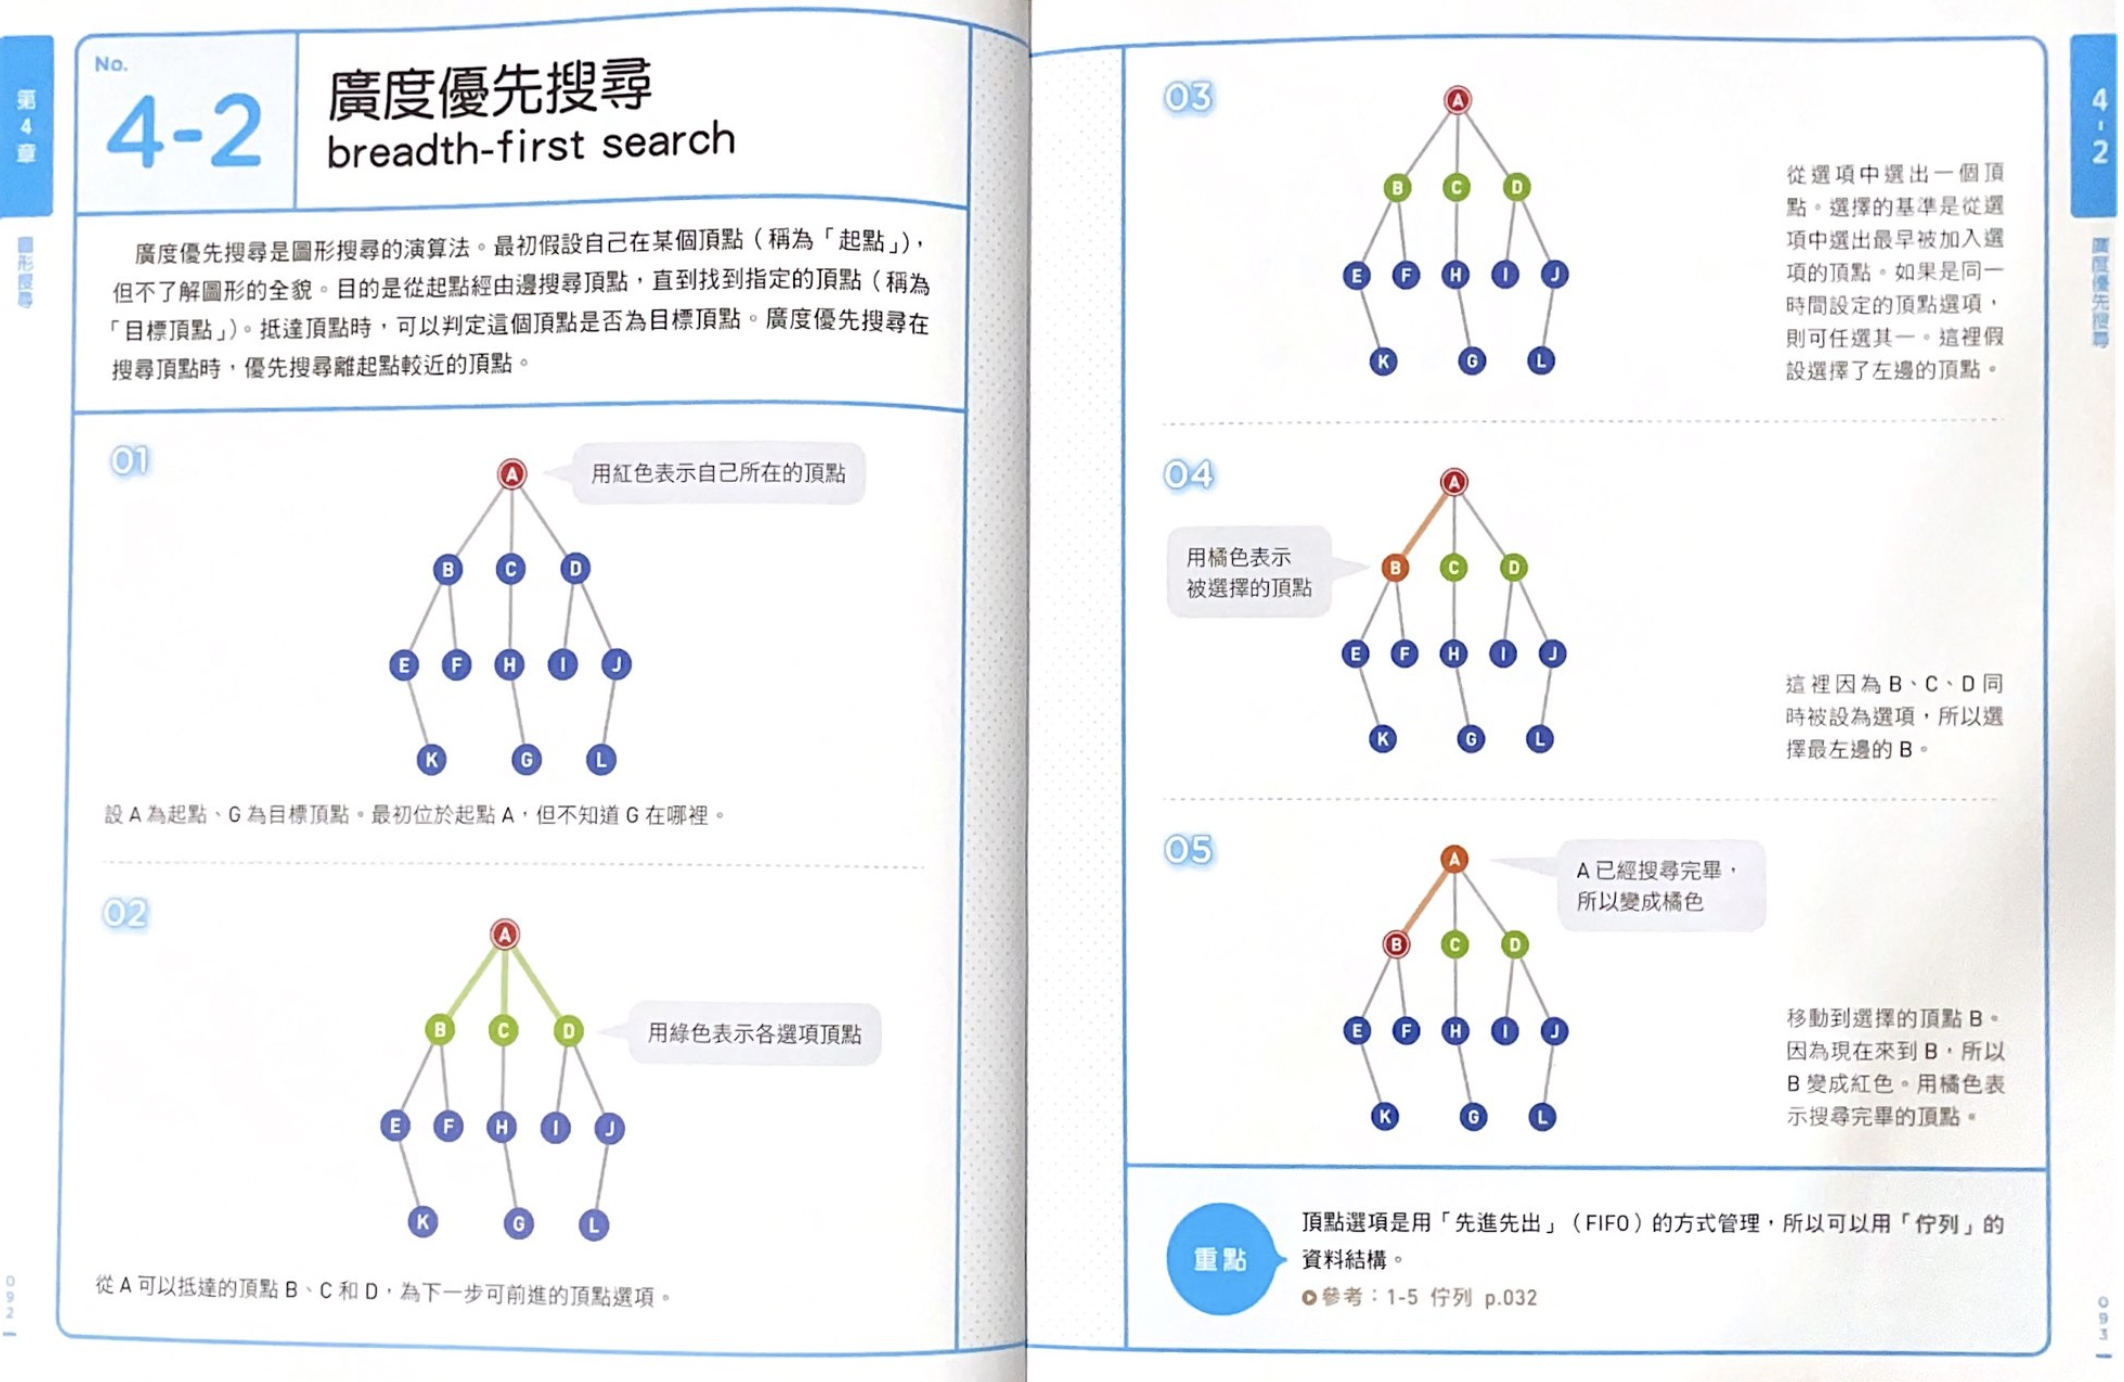 第4章
圖形搜尋
No.
4-2
廣度優先搜尋
breadth-first search
廣度優先搜尋是圖形搜尋的演算法。最初假設自己在某個頂點（稱為「起點」），
但不了解圖形的全貌。目的是從起點經由邊搜尋頂點，直到找到指定的頂點（稱為
「目標頂點」）。抵達頂點時，可以判定這個頂點是否為目標頂點。廣度優先搜尋在
搜尋頂點時，優先搜尋離起點較近的頂點。
01
A
用紅色表示自己所在的頂點
B C D
E F H I J
K G L
設 A 為起點、G 為目標頂點。最初位於起點 A，但不知道 G 在哪裡。
02
A
B C D
用綠色表示各選項頂點
E F H I J
K G L
從 A 可以抵達的頂點 B、C 和 D，為下一步可前進的頂點選項。
092
03
A
B C D
E F H I J
K G L
從選項中選出一個頂
點。選擇的基準是從選
項中選出最早被加入選
項的頂點。如果是同一
時間設定的頂點選項，
則可任選其一。這裡假
設選擇了左邊的頂點。
04
A
用橘色表示
被選擇的頂點
B C D
E F H I J
K G L
這裡因為 B、C、D 同
時被設為選項，所以選
擇最左邊的 B。
05
A
A 已經搜尋完畢，
所以變成橘色
B C D
E F H I J
K G L
移動到選擇的頂點 B。
因為現在來到 B，所以
B 變成紅色。用橘色表
示搜尋完畢的頂點。
重點
頂點選項是用「先進先出」（FIFO）的方式管理，所以可以用「佇列」的
資料結構。
參考：1-5 佇列 p.032
4-2
廣度優先搜尋
093